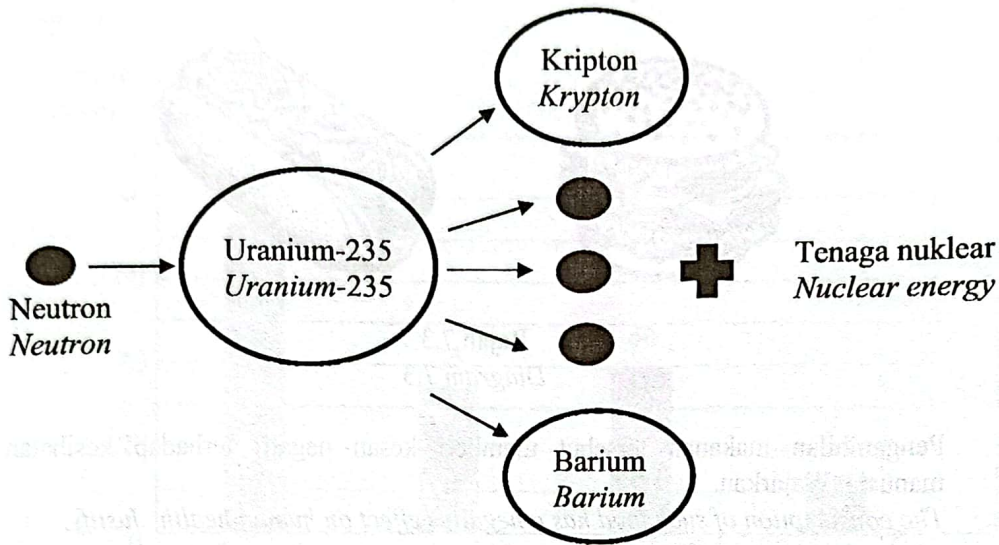 Kripton
Krypton
Uranium-235
Uranium-235
Neutron
Neutron
Tenaga nuklear
Nuclear energy
Barium
Barium